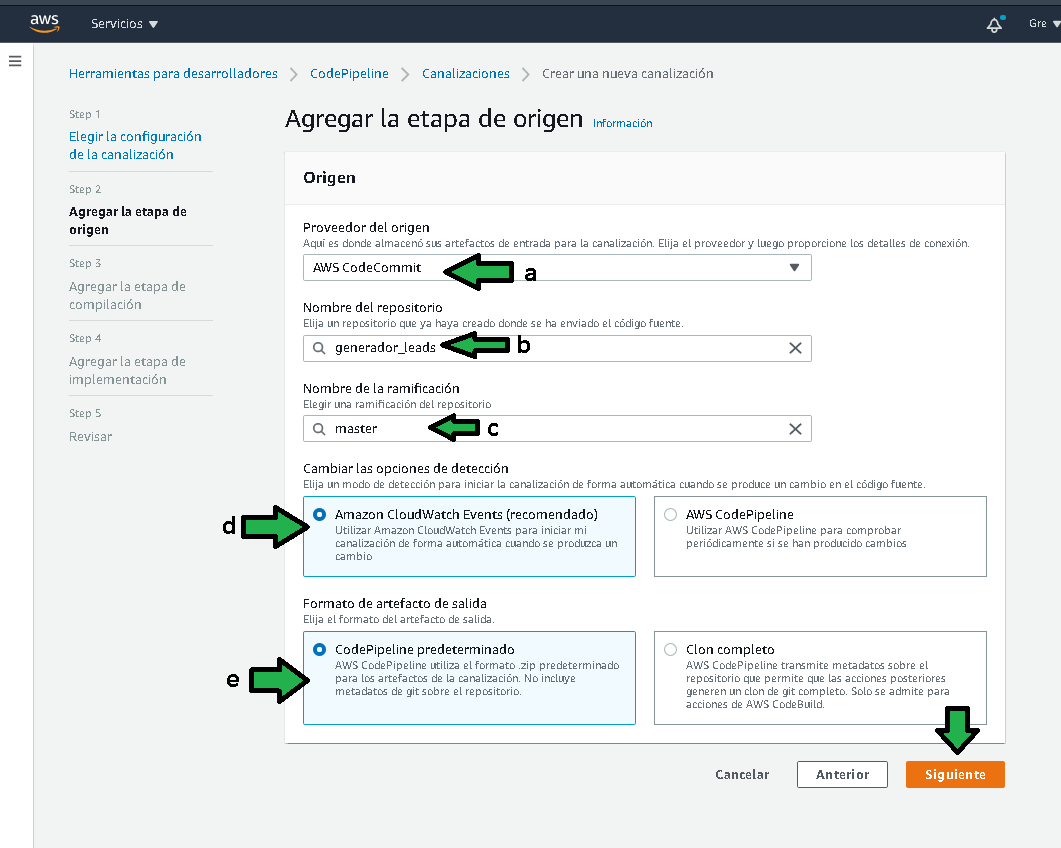 aws
Servicios
Gre
Herramientas para desarrolladores
CodePipeline
Canalizaciones
Crear una nueva canalización
Step 1
Elegir la configuración
de la canalización
Step 2
Agregar la etapa de
origen
Step 3
Agregar la etapa de
compilación
Step 4
Agregar la etapa de
implementación
Step 5
Revisar
Agregar la etapa de origen Información
Origen
Proveedor del origen
Aquí es donde almacenó sus artefactos de entrada para la canalización. Elija el proveedor y luego proporcione los detalles de conexión.
AWS CodeCommit
a
Nombre del repositorio
Elija un repositorio que ya haya creado donde se ha enviado el código fuente.
generador_leads
b
Nombre de la ramificación
Elegir una ramificación del repositorio
master
c
Cambiar las opciones de detección
Elija un modo de detección para iniciar la canalización de forma automática cuando se produce un cambio en el código fuente.
d
Amazon CloudWatch Events (recomendado)
Utilizar Amazon CloudWatch Events para iniciar mi
canalización de forma automática cuando se produzca un
cambio
AWS CodePipeline
Utilizar AWS CodePipeline para comprobar
periódicamente si se han producido cambios
Formato de artefacto de salida
Elija el formato del artefacto de salida.
e
CodePipeline predeterminado
AWS CodePipeline utiliza el formato .zip predeterminado
para los artefactos de la canalización. No incluye
metadatos de git sobre el repositorio.
Clon completo
AWS CodePipeline transmite metadatos sobre el
repositorio que permite que las acciones posteriores
generen un clon de git completo. Solo se admite para
acciones de AWS CodeBuild.
Cancelar
Anterior
Siguiente